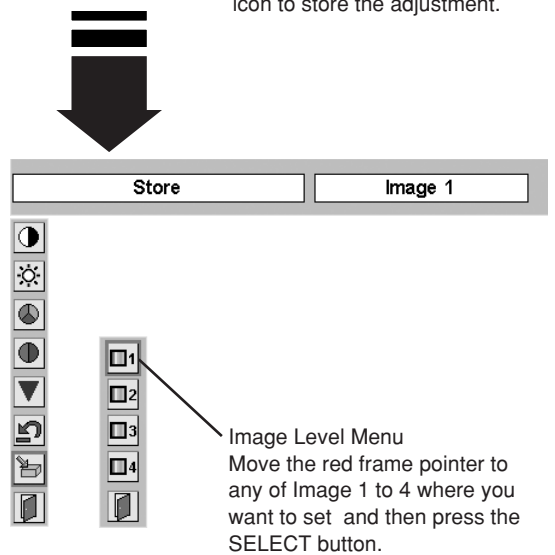 icon to store the adjustment.
Store
Image 1
1
2
3
4
Image Level Menu
Move the red frame pointer to
any of Image 1 to 4 where you
want to set and then press the
SELECT button.